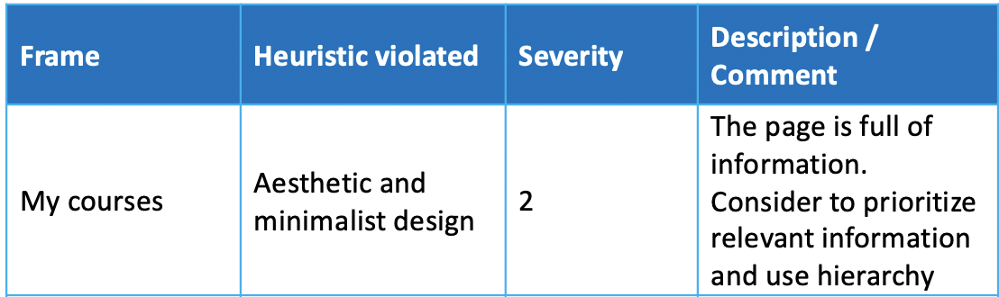 Frame
Heuristic violated
Severity
Description /
Comment
My courses
Aesthetic and
minimalist design
2
The page is full of
information.
Consider to prioritize
relevant information
and use hierarchy